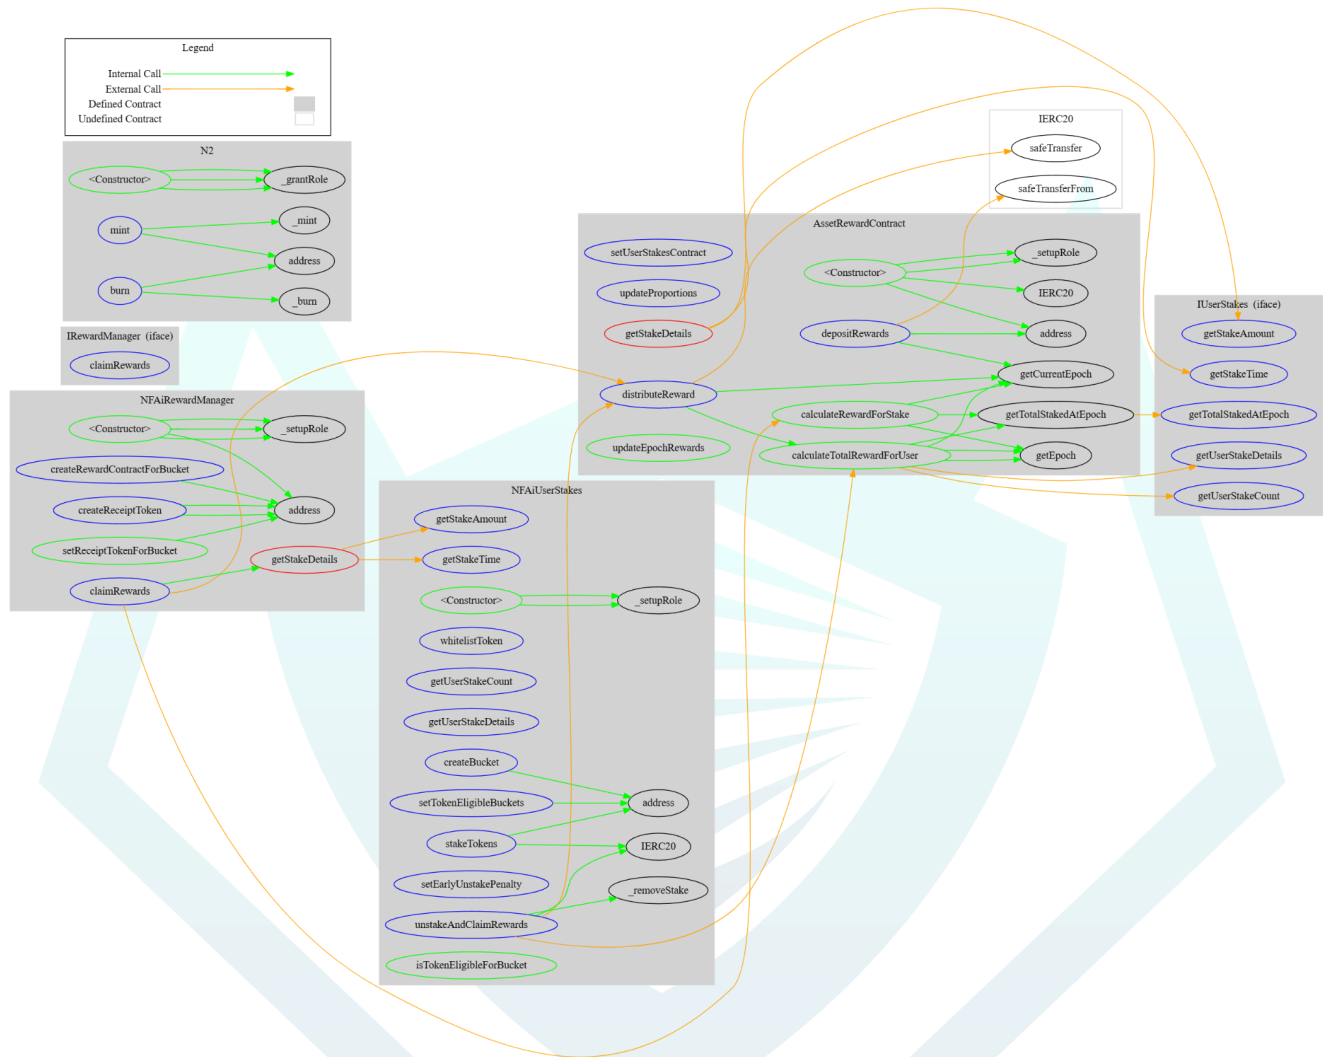 Legend
Internal Call
External Call
Defined Contract
Undefined Contract
N2
<Constructor>
_grantRole
mint
_mint
address
burn
_burn
IRewardManager (iface)
claimRewards
NFAiRewardManager
<Constructor>
_setupRole
createRewardContractForBucket
createReceiptToken
address
setReceiptTokenForBucket
getStakeDetails
claimRewards
NFAiUserStakes
getStakeAmount
getStakeTime
<Constructor>
_setupRole
whitelistToken
getUserStakeCount
getUserStakeDetails
createBucket
setTokenEligibleBuckets
address
stakeTokens
IERC20
setEarlyUnstakePenalty
_removeStake
unstakeAndClaimRewards
isTokenEligibleForBucket
IERC20
safeTransfer
safeTransferFrom
AssetRewardContract
setUserStakesContract
_setupRole
<Constructor>
updateProportions
IERC20
getStakeDetails
depositRewards
address
getCurrentEpoch
distributeReward
calculateRewardForStake
getTotalStakedAtEpoch
updateEpochRewards
calculateTotalRewardForUser
getEpoch
IUserStakes (iface)
getStakeAmount
getStakeTime
getTotalStakedAtEpoch
getUserStakeDetails
getUserStakeCount